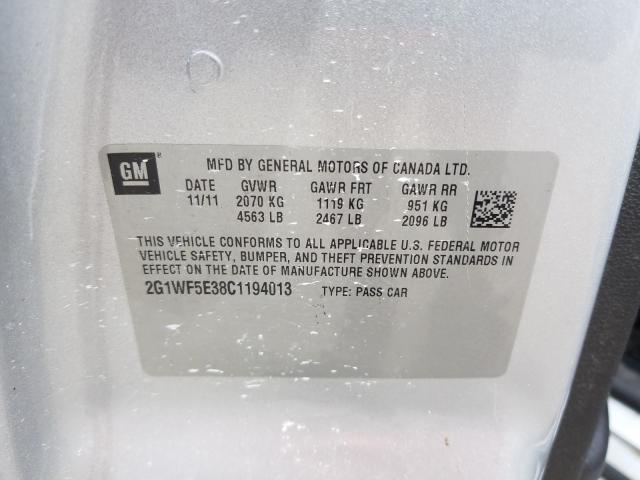 GM ®
MFD BY GENERAL MOTORS OF CANADA LTD.
11/11 GVWR GAWR FRT GAWR RR
2070 KG 1119 KG 951 KG
4563 LB 2467 LB 2096 LB
THIS VEHICLE CONFORMS TO ALL APPLICABLE U.S. FEDERAL MOTOR
VEHICLE SAFETY, BUMPER, AND THEFT PREVENTION STANDARDS IN
EFFECT ON THE DATE OF MANUFACTURE SHOWN ABOVE.
2G1WF5E38C1194013 TYPE: PASS CAR